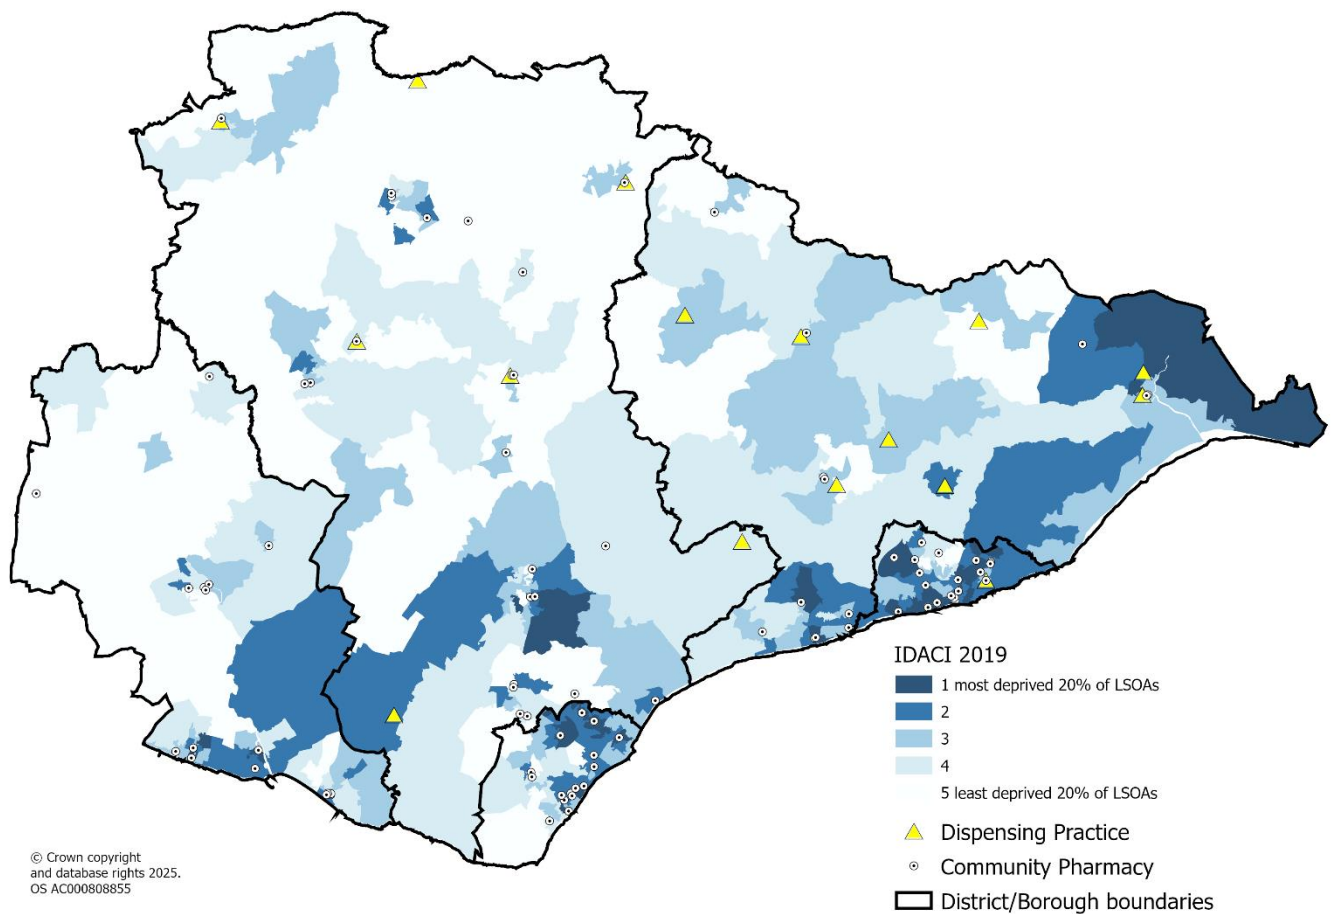 IDACI 2019
1 most deprived 20% of LSOAs
2
3
4
5 least deprived 20% of LSOAs
Dispensing Practice
Community Pharmacy
District/Borough boundaries
© Crown copyright
and database rights 2025.
OS AC000808855